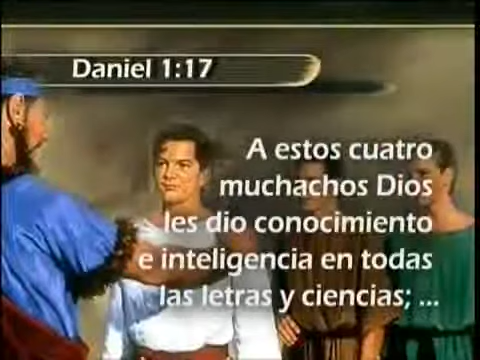 Daniel 1:17
A estos cuatro
muchachos Dios
les dio conocimiento
e inteligencia en todas
las letras y ciencias; ...